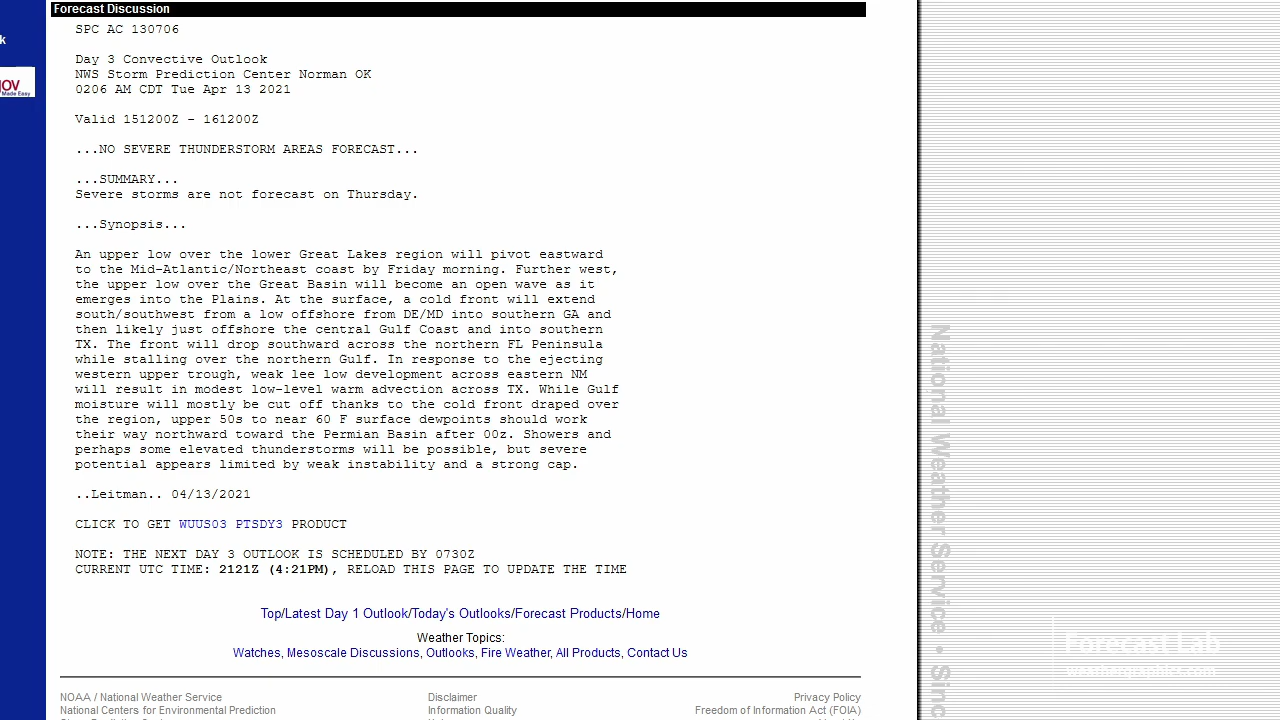 Forecast Discussion
SPC AC 130706
Day 3 Convective Outlook
NWS Storm Prediction Center Norman OK
0206 AM CDT Tue Apr 13 2021
Valid 151200Z - 161200Z
...NO SEVERE THUNDERSTORM AREAS FORECAST...
...SUMMARY...
Severe storms are not forecast on Thursday.
...Synopsis...
An upper low over the lower Great Lakes region will pivot eastward
to the Mid-Atlantic/Northeast coast by Friday morning. Further west,
the upper low over the Great Basin will become an open wave as it
emerges into the Plains. At the surface, a cold front will extend
south/southwest from a low offshore from DE/MD into southern GA and
then likely just offshore the central Gulf Coast and into southern
TX. The front will drop southward across the northern FL Peninsula
while stalling over the northern Gulf. In response to the ejecting
western upper trough, weak lee low development across eastern NM
will result in modest low-level warm advection across TX. While Gulf
moisture will mostly be cut off thanks to the cold front draped over
the region, upper 50s to near 60 F surface dewpoints should work
their way northward toward the Permian Basin after 00z. Showers and
perhaps some elevated thunderstorms will be possible, but severe
potential appears limited by weak instability and a strong cap.
..Leitman.. 04/13/2021
CLICK TO GET WUUS03 PTSDY3 PRODUCT
NOTE: THE NEXT DAY 3 OUTLOOK IS SCHEDULED BY 0730Z
CURRENT UTC TIME: 2121Z (4:21PM), RELOAD THIS PAGE TO UPDATE THE TIME
Top/Latest Day 1 Outlook/Today's Outlooks/Forecast Products/Home
Weather Topics:
Watches, Mesoscale Discussions, Outlooks, Fire Weather, All Products, Contact Us
NOAA / National Weather Service
National Centers for Environmental Prediction
Disclaimer
Information Quality
Privacy Policy
Freedom of Information Act (FOIA)
k
.gov
Made Easy
National Weather Service •
Forecast Lab
weathergraphics.com